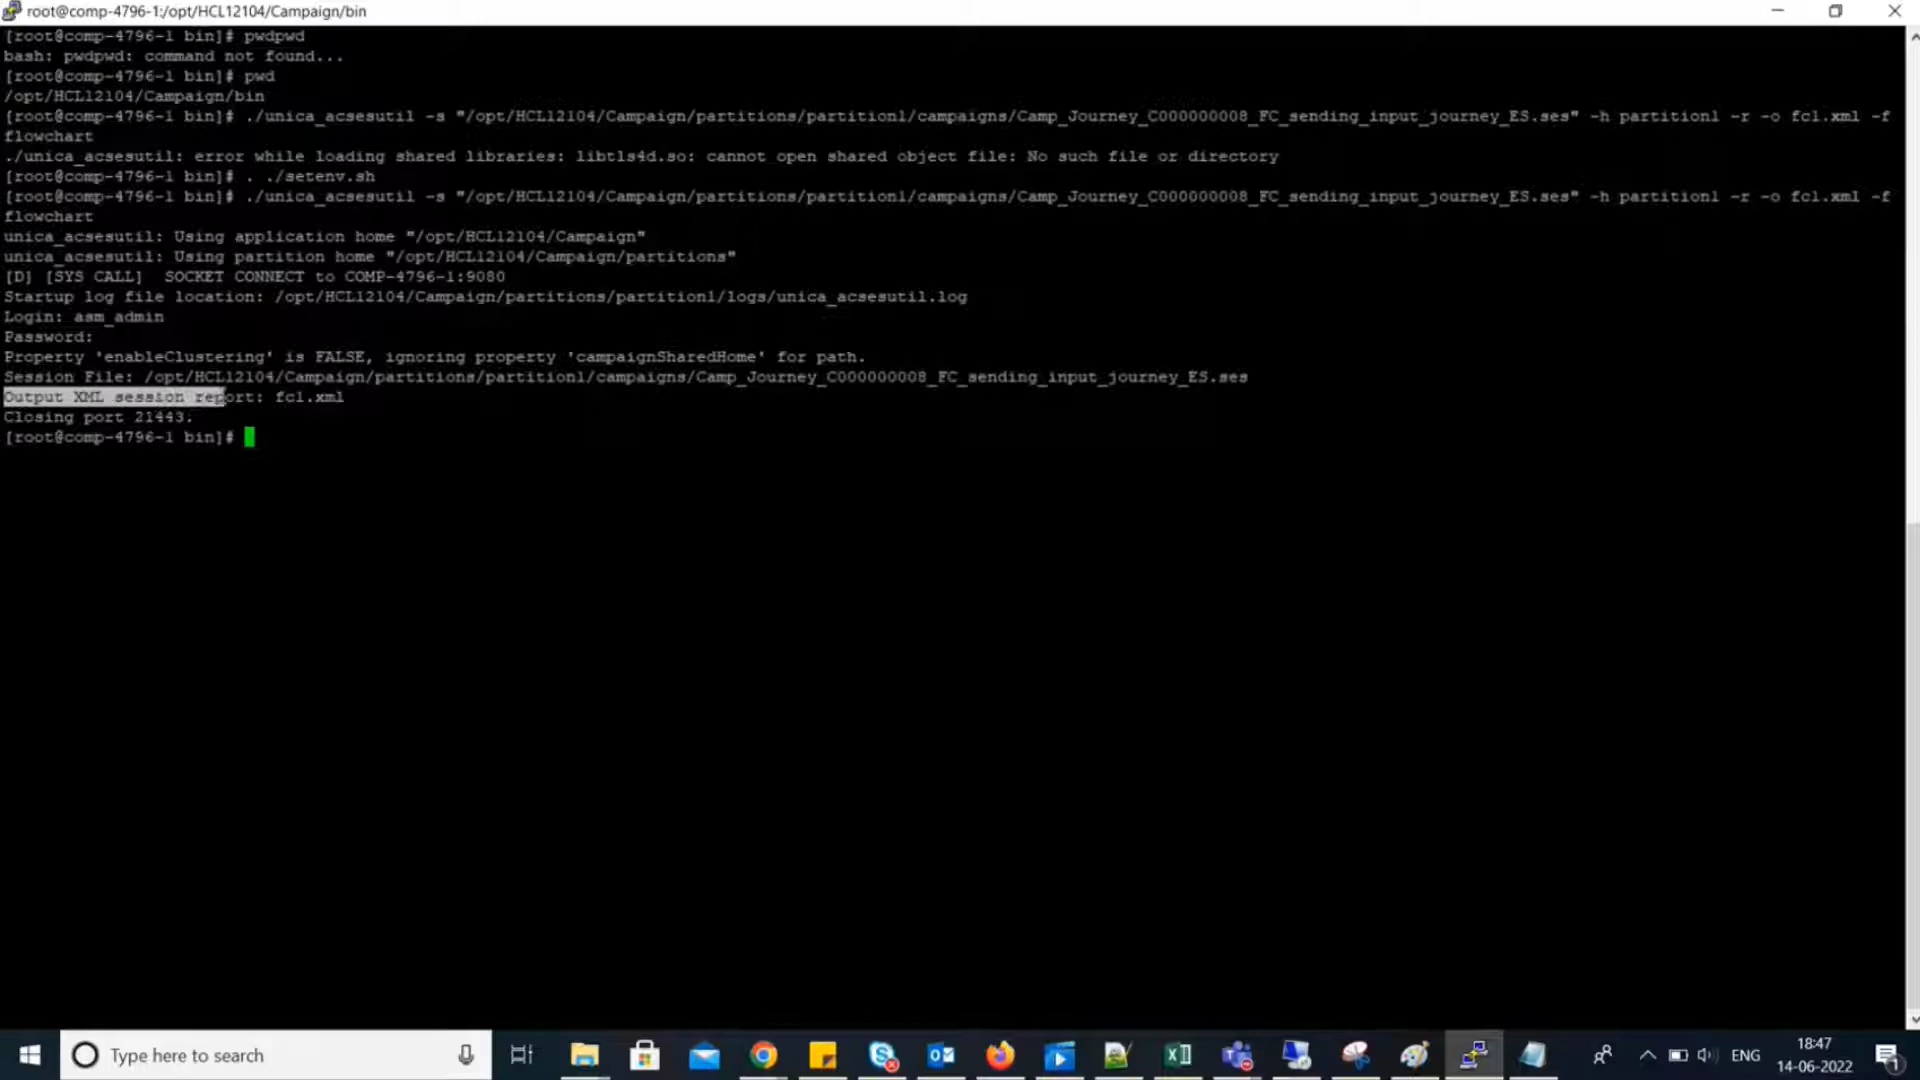 root@comp-4796-1:/opt/HCL12104/Campaign/bin
[root@comp-4796-1 bin]# pwdpwd
bash: pwdpwd: command not found...
[root@comp-4796-1 bin]# pwd
/opt/HCL12104/Campaign/bin
[root@comp-4796-1 bin]# ./unica_acsesutil -s "/opt/HCL12104/Campaign/partitions/partition1/campaigns/Camp_Journey_C000000008_FC_sending_input_journey_ES.ses" -h partition1 -r -o fc1.xml -f
flowchart
./unica_acsesutil: error while loading shared libraries: libtls4d.so: cannot open shared object file: No such file or directory
[root@comp-4796-1 bin]# . ./setenv.sh
[root@comp-4796-1 bin]# ./unica_acsesutil -s "/opt/HCL12104/Campaign/partitions/partition1/campaigns/Camp_Journey_C000000008_FC_sending_input_journey_ES.ses" -h partition1 -r -o fc1.xml -f
flowchart
unica_acsesutil: Using application home "/opt/HCL12104/Campaign"
unica_acsesutil: Using partition home "/opt/HCL12104/Campaign/partitions"
[D] [SYS CALL]  SOCKET CONNECT to COMP-4796-1:9080
Startup log file location: /opt/HCL12104/Campaign/partitions/partition1/logs/unica_acsesutil.log
Login: asm_admin
Password:
Property 'enableClustering' is FALSE, ignoring property 'campaignSharedHome' for path.
Session File: /opt/HCL12104/Campaign/partitions/partition1/campaigns/Camp_Journey_C000000008_FC_sending_input_journey_ES.ses
Output XML session report: fc1.xml
Closing port 21443.
[root@comp-4796-1 bin]#
Type here to search
ENG
18:47
14-06-2022
1